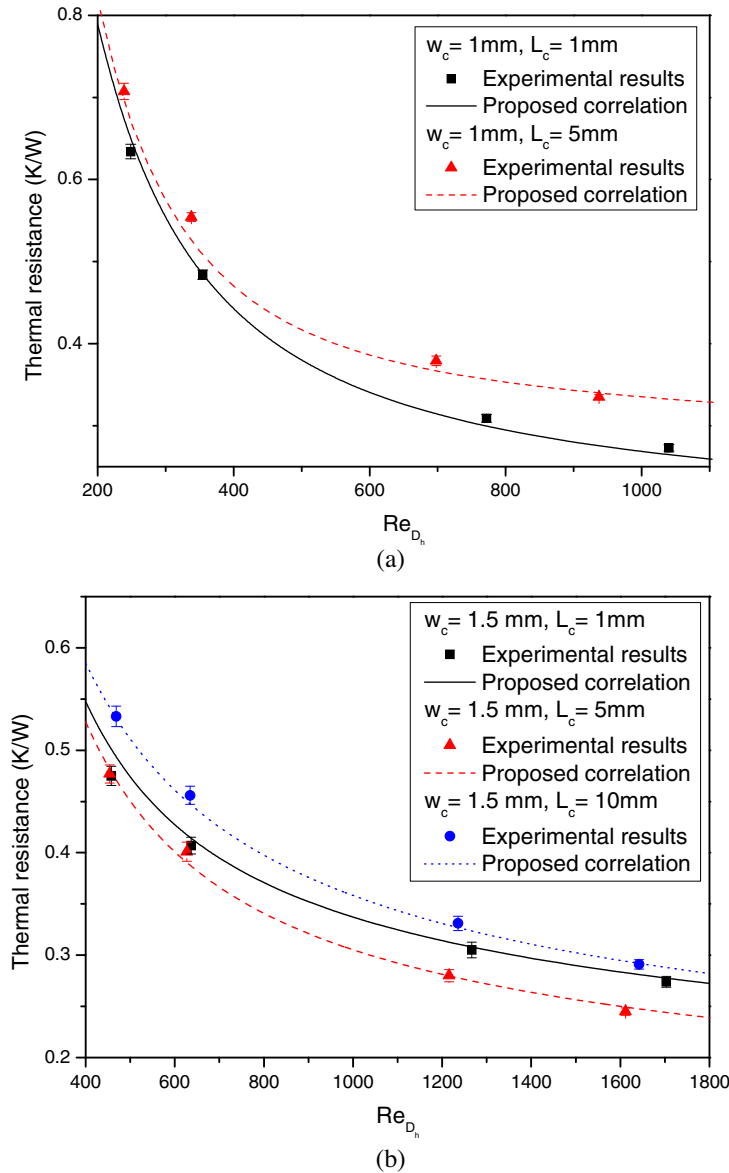 0.8
0.6
0.4
Thermal resistance (K/W)
w_c= 1mm, L_c= 1mm
Experimental results
Proposed correlation
w_c= 1mm, L_c= 5mm
Experimental results
Proposed correlation
200 400 600 800 1000
Re_{D_h}
(a)
0.6
0.5
0.4
0.3
0.2
Thermal resistance (K/W)
w_c= 1.5 mm, L_c= 1mm
Experimental results
Proposed correlation
w_c= 1.5 mm, L_c= 5mm
Experimental results
Proposed correlation
w_c= 1.5 mm, L_c= 10mm
Experimental results
Proposed correlation
400 600 800 1000 1200 1400 1600 1800
Re_{D_h}
(b)